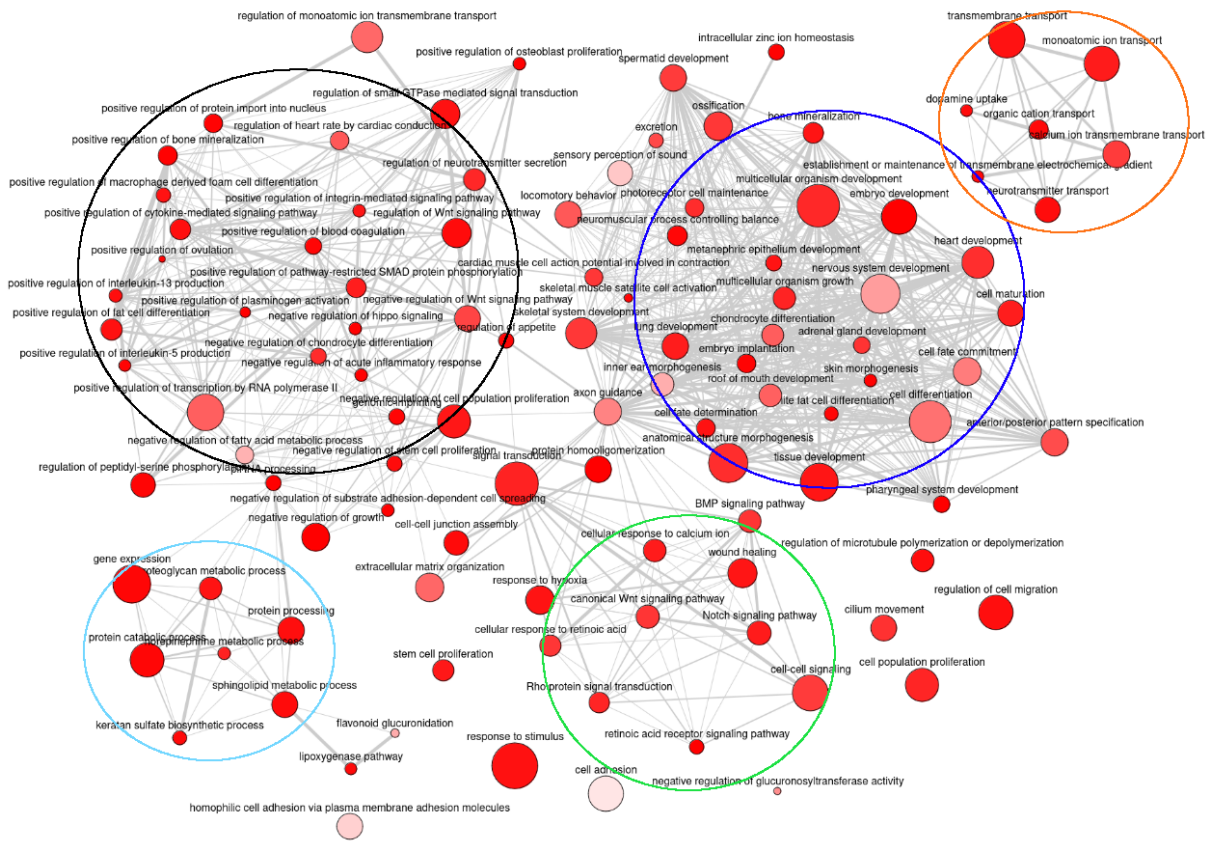 regulation of monoatomic ion transmembrane transport
transmembrane transport
intracellular zinc ion homeostasis
monoatomic ion transport
positive regulation of osteoblast proliferation
spermatid development
regulation of small GTPase mediated signal transduction
dopamine uptake
positive regulation of protein import into nucleus
ossification
organic cation transport
bone mineralization
regulation of heart rate by cardiac conduction
excretion
calcium ion transmembrane transport
positive regulation of bone mineralization
sensory perception of sound
regulation of neurotransmitter secretion
establishment or maintenance of transmembrane electrochemical gradient
multicellular organism development
positive regulation of macrophage derived foam cell differentiation
locomotory behavior
photoreceptor cell maintenance
embryo development
neurotransmitter transport
positive regulation of integrin-mediated signaling pathway
positive regulation of cytokine-mediated signaling pathway
regulation of Wnt signaling pathway
neuromuscular process controlling balance
positive regulation of blood coagulation
heart development
positive regulation of ovulation
metanephric epithelium development
cardiac muscle cell action potential involved in contraction
nervous system development
positive regulation of pathway-restricted SMAD protein phosphorylation
positive regulation of interleukin-13 production
skeletal muscle satellite cell activation
multicellular organism growth
positive regulation of plasminogen activation
negative regulation of Wnt signaling pathway
cell maturation
positive regulation of fat cell differentiation
negative regulation of hippo signaling
skeletal system development
chondrocyte differentiation
regulation of appetite
lung development
adrenal gland development
negative regulation of chondrocyte differentiation
positive regulation of interleukin-5 production
embryo implantation
cell fate commitment
negative regulation of acute inflammatory response
inner ear morphogenesis
skin morphogenesis
roof of mouth development
positive regulation of transcription by RNA polymerase II
axon guidance
cell differentiation
negative regulation of cell population proliferation
genomic imprinting
fat cell differentiation
cell fate determination
anterior/posterior pattern specification
negative regulation of fatty acid metabolic process
anatomical structure morphogenesis
negative regulation of stem cell proliferation
protein homooligomerization
signal transduction
tissue development
regulation of peptidyl-serine phosphorylation
processing
pharyngeal system development
negative regulation of substrate adhesion-dependent cell spreading
BMP signaling pathway
negative regulation of growth
cell-cell junction assembly
cellular response to calcium ion
regulation of microtubule polymerization or depolymerization
wound healing
gene expression
extracellular matrix organization
proteoglycan metabolic process
response to hypoxia
regulation of cell migration
canonical Wnt signaling pathway
protein processing
Notch signaling pathway
cilium movement
protein catabolic process
norepinephrine metabolic process
cellular response to retinoic acid
stem cell proliferation
cell-cell signaling
cell population proliferation
sphingolipid metabolic process
Rho protein signal transduction
keratan sulfate biosynthetic process
flavonoid glucuronidation
retinoic acid receptor signaling pathway
response to stimulus
lipoxygenase pathway
cell adhesion
negative regulation of glucuronosyltransferase activity
homophilic cell adhesion via plasma membrane adhesion molecules